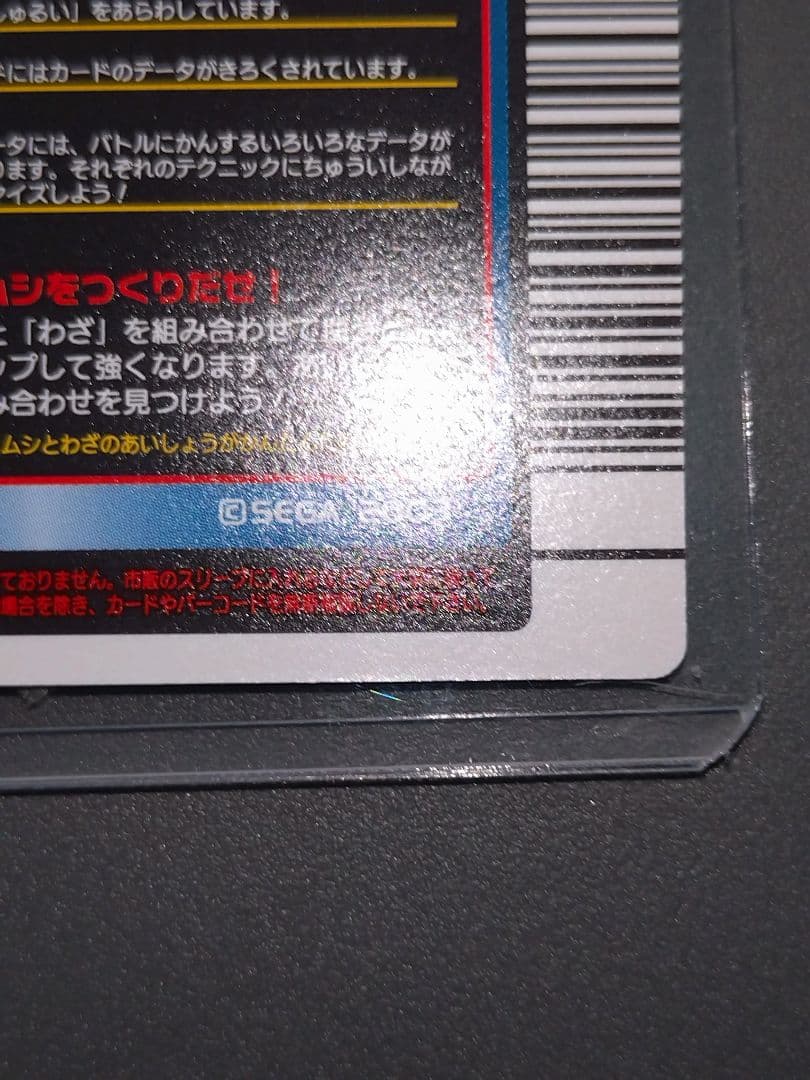 しゅるい」をあらわしています。
にはカードのデータがきろくされています。
ータには、バトルにかんするいろいろなデータが
ります。それぞれのテクニックにちゅういしなが
マイズしよう!
ムシをつくりだせ!
と「わざ」を組み合わせて
ップして強くなります。
み合わせを見つけよう
ムシとわざのあいしょうが
©SEGA
ておりません。市販のスリーブに入れ
場合を除き、カードやバーコードを